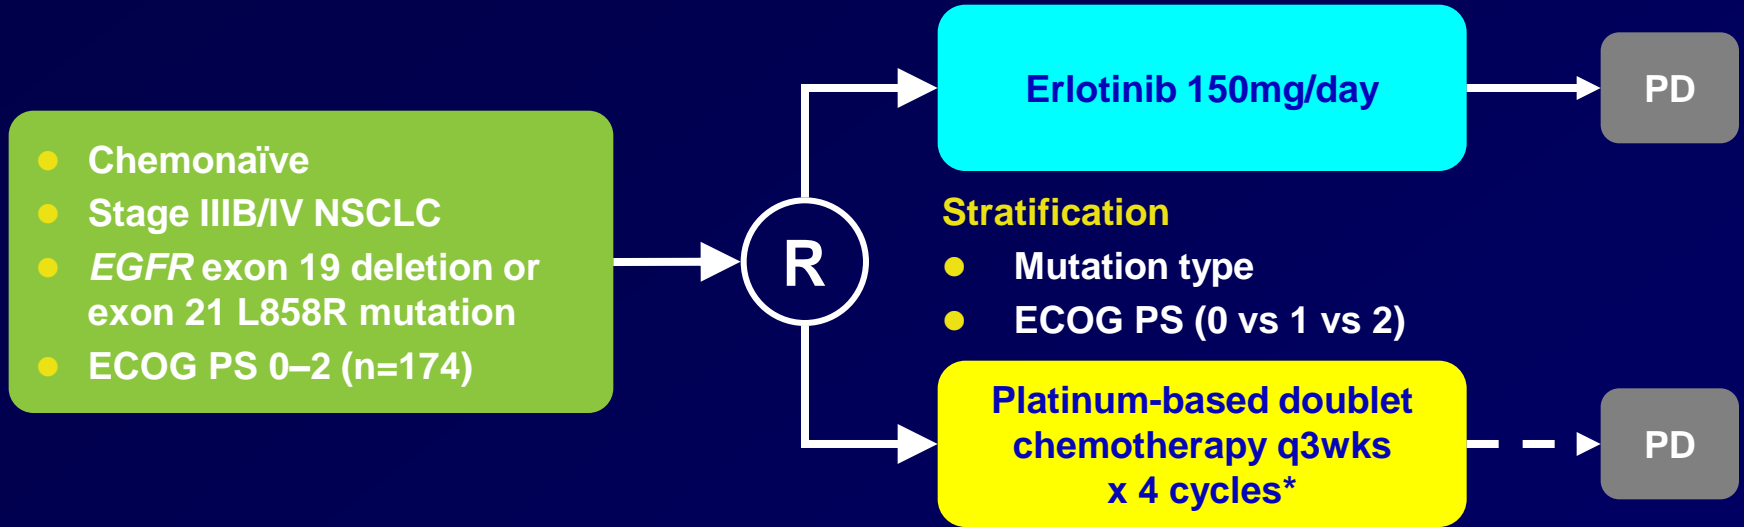 Chemonaïve
Stage IIIB/IV NSCLC
EGFR exon 19 deletion or
exon 21 L858R mutation
ECOG PS 0–2 (n=174)
R
Erlotinib 150mg/day
PD
Stratification
Mutation type
ECOG PS (0 vs 1 vs 2)
Platinum-based doublet
chemotherapy q3wks
x 4 cycles*
PD